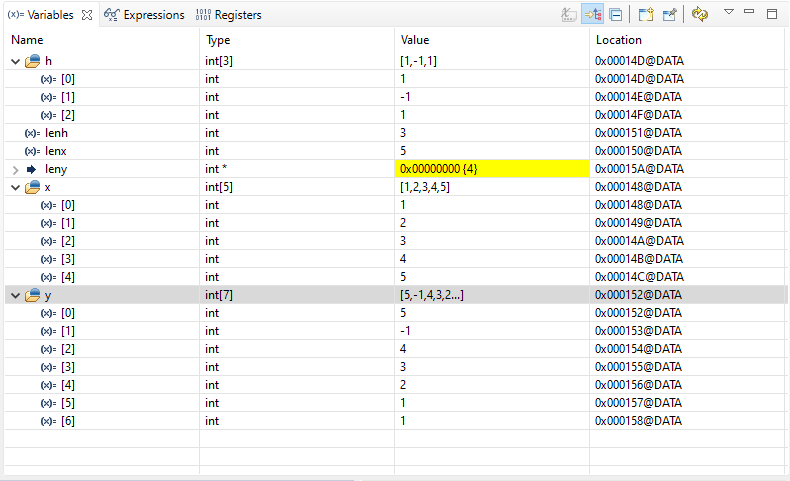 (x)= Variables Expressions 1010 0101 Registers
Name Type Value Location
h int[3] [1,-1,1] 0x00014D@DATA
(x)= [0] int 1 0x00014D@DATA
(x)= [1] int -1 0x00014E@DATA
(x)= [2] int 1 0x00014F@DATA
(x)= lenh int 3 0x000151@DATA
(x)= lenx int 5 0x000150@DATA
leny int * 0x00000000 {4} 0x00015A@DATA
x int[5] [1,2,3,4,5] 0x000148@DATA
(x)= [0] int 1 0x000148@DATA
(x)= [1] int 2 0x000149@DATA
(x)= [2] int 3 0x00014A@DATA
(x)= [3] int 4 0x00014B@DATA
(x)= [4] int 5 0x00014C@DATA
y int[7] [5,-1,4,3,2...] 0x000152@DATA
(x)= [0] int 5 0x000152@DATA
(x)= [1] int -1 0x000153@DATA
(x)= [2] int 4 0x000154@DATA
(x)= [3] int 3 0x000155@DATA
(x)= [4] int 2 0x000156@DATA
(x)= [5] int 1 0x000157@DATA
(x)= [6] int 1 0x000158@DATA